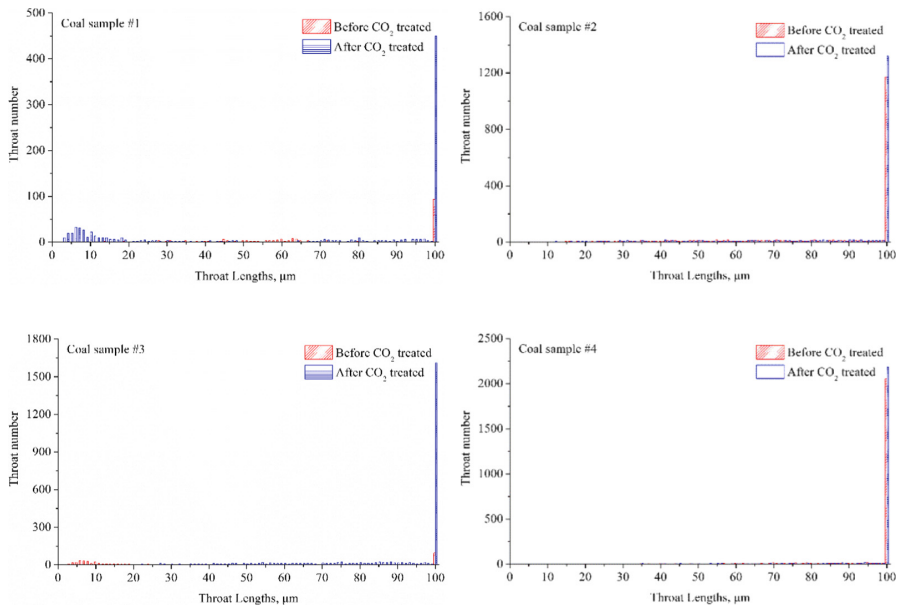 Coal sample #1
Before CO2 treated
After CO2 treated
500
400
300
200
100
0
Throat number
0 10 20 30 40 50 60 70 80 90 100
Throat Lengths, μm
Coal sample #2
Before CO2 treated
After CO2 treated
1600
1200
800
400
0
Throat number
0 10 20 30 40 50 60 70 80 90 100
Throat Lengths, μm
Coal sample #3
Before CO2 treated
After CO2 treated
1800
1500
1200
900
600
300
0
Throat number
0 10 20 30 40 50 60 70 80 90 100
Throat Lengths, μm
Coal sample #4
Before CO2 treated
After CO2 treated
2500
2000
1500
1000
500
0
Throat number
0 10 20 30 40 50 60 70 80 90 100
Throat Lengths, μm